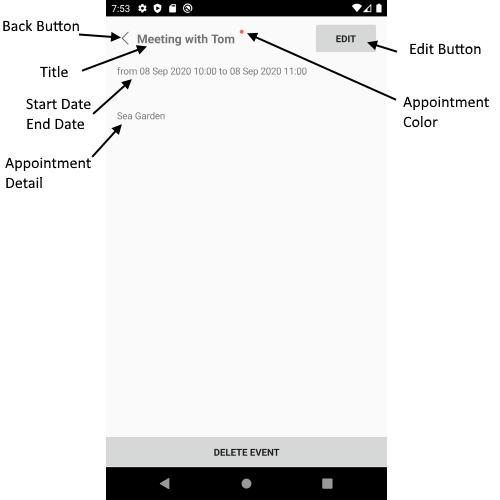 7:53
Back Button
Meeting with Tom
EDIT
Edit Button
Title
from 08 Sep 2020 10:00 to 08 Sep 2020 11:00
Start Date
End Date
Appointment
Color
Sea Garden
Appointment
Detail
DELETE EVENT